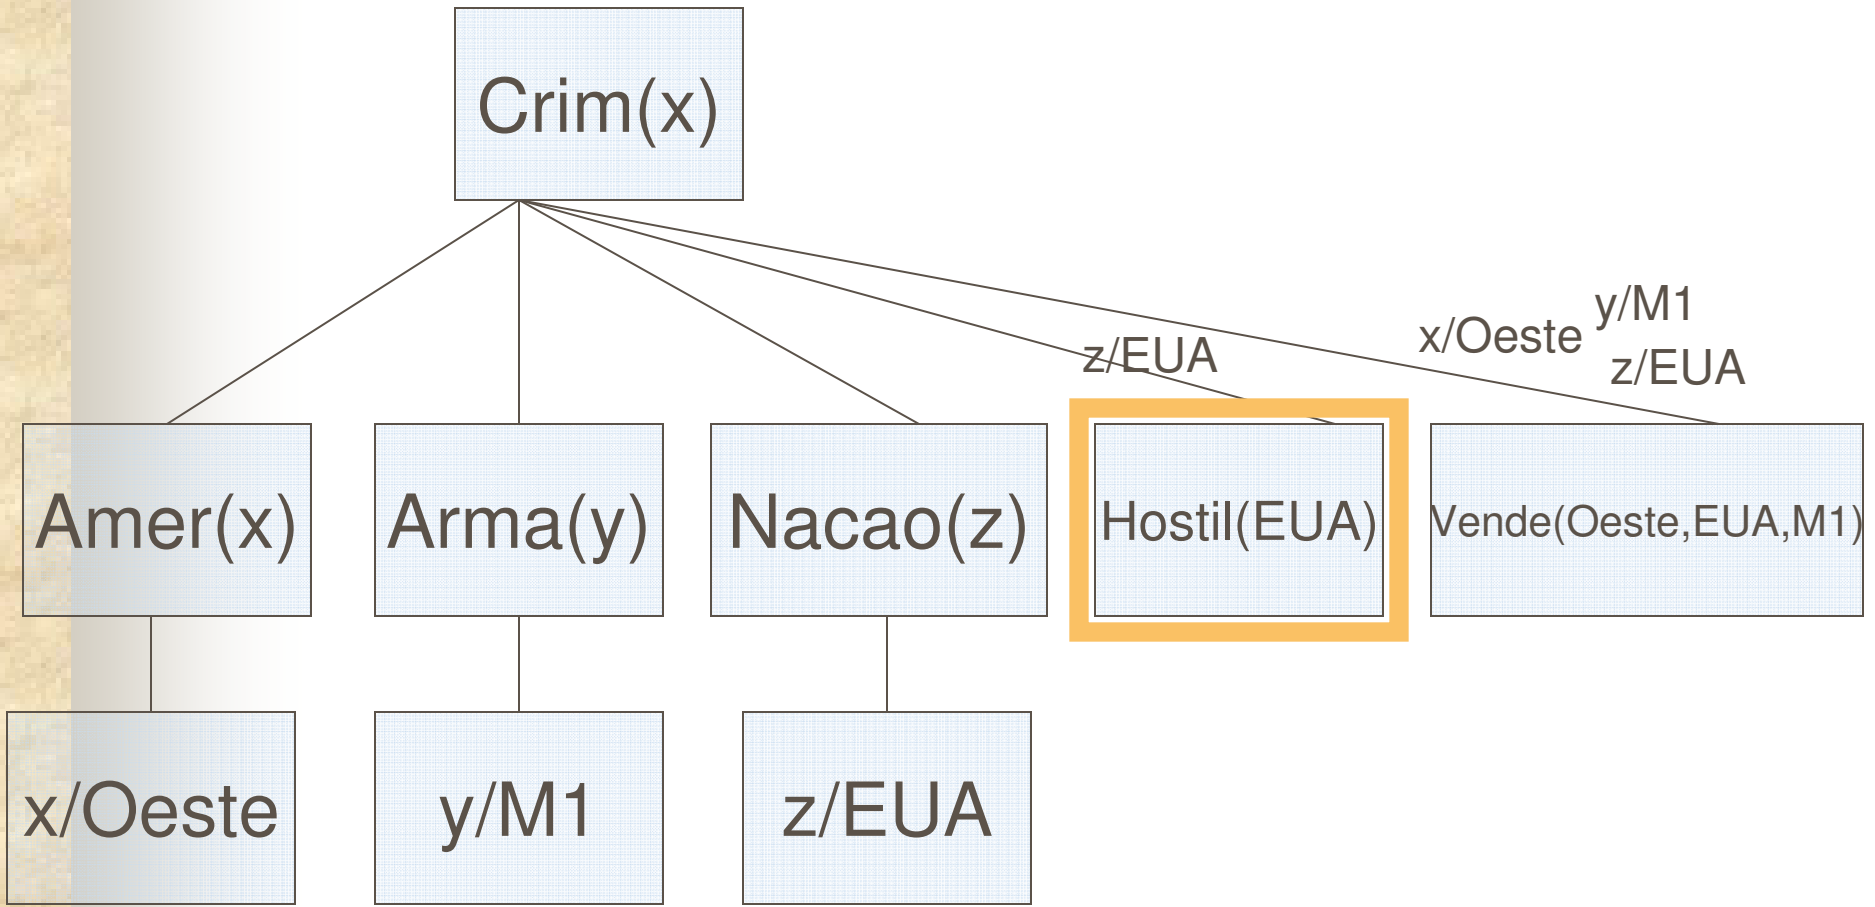 Crim(x)
z/EUA
x/Oeste
y/M1
z/EUA
Amer(x)
Arma(y)
Nacao(z)
Hostil(EUA)
Vende(Oeste,EUA,M1)
x/Oeste
y/M1
z/EUA